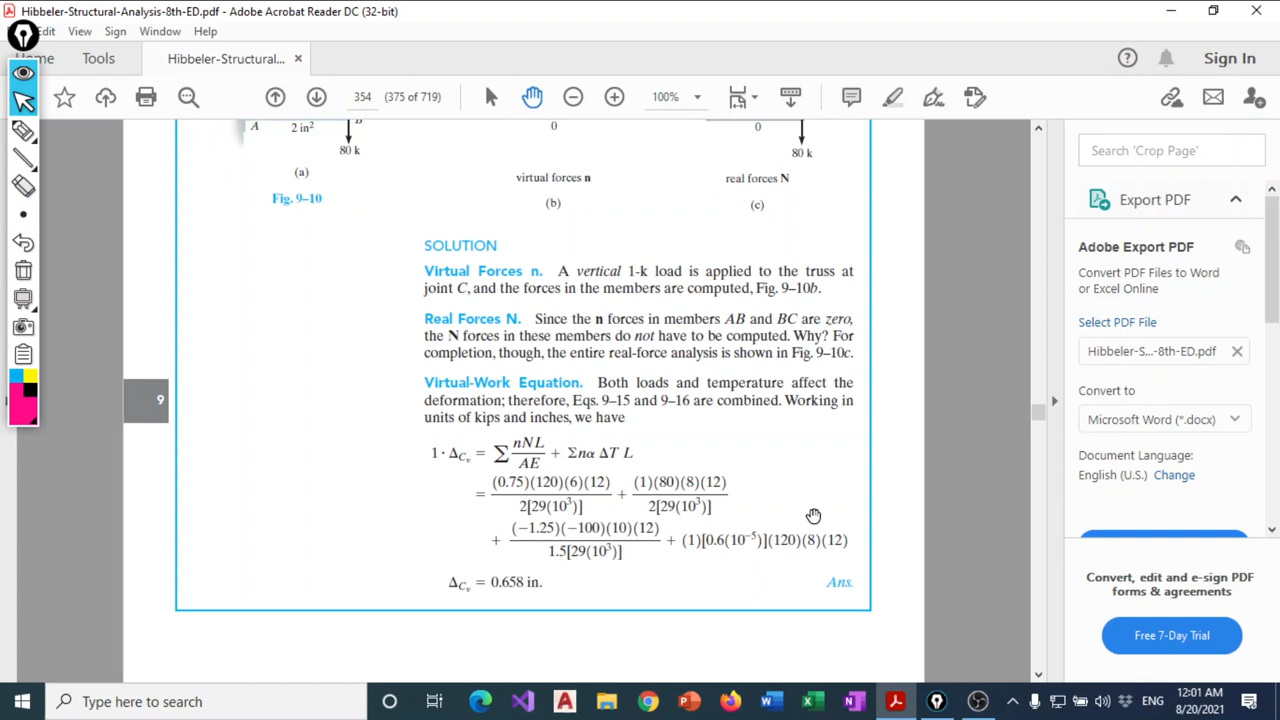 Hibbeler-Structural-Analysis-8th-ED.pdf - Adobe Acrobat Reader DC (32-bit)
Edit View Sign Window Help
Home Tools Hibbeler-Structural... ×
Sign In
354 (375 of 719) 100%
A 2 in² B 0 0
80 k 80 k
(a) virtual forces n real forces N
Fig. 9–10 (b) (c)
SOLUTION
Virtual Forces n. A vertical 1-k load is applied to the truss at
joint C, and the forces in the members are computed, Fig. 9–10b.
Real Forces N. Since the n forces in members AB and BC are zero,
the N forces in these members do not have to be computed. Why? For
completion, though, the entire real-force analysis is shown in Fig. 9–10c.
Virtual-Work Equation. Both loads and temperature affect the
deformation; therefore, Eqs. 9–15 and 9–16 are combined. Working in
units of kips and inches, we have
1 · Δ_{C_v} = Σ nNL/AE + Σnα ΔT L
= (0.75)(120)(6)(12)/2[29(10³)] + (1)(80)(8)(12)/2[29(10³)]
+ (−1.25)(−100)(10)(12)/1.5[29(10³)] + (1)[0.6(10⁻⁵)](120)(8)(12)
Δ_{C_v} = 0.658 in. Ans.
9
Search 'Crop Page'
Export PDF
Adobe Export PDF
Convert PDF Files to Word
or Excel Online
Select PDF File
Hibbeler-S...-8th-ED.pdf ×
Convert to
Microsoft Word (*.docx)
Document Language:
English (U.S.) Change
Convert, edit and e-sign PDF
forms & agreements
Free 7-Day Trial
Type here to search
ENG
12:01 AM
8/20/2021